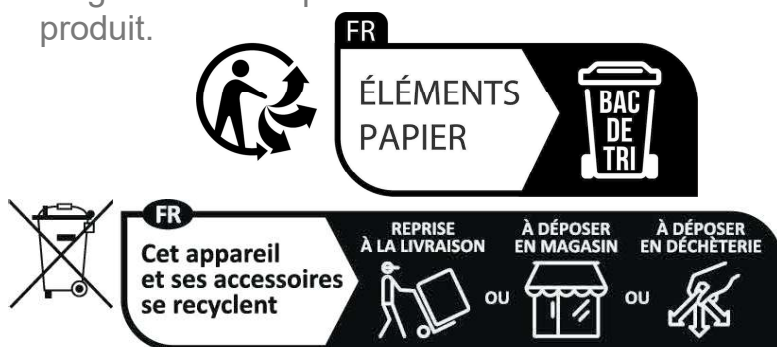 produit.
FR
ÉLÉMENTS
PAPIER
BAC
DE
TRI
FR
Cet appareil
et ses accessoires
se recyclent
REPRISE
À LA LIVRAISON
OU
À DÉPOSER
EN MAGASIN
OU
À DÉPOSER
EN DÉCHÈTERIE